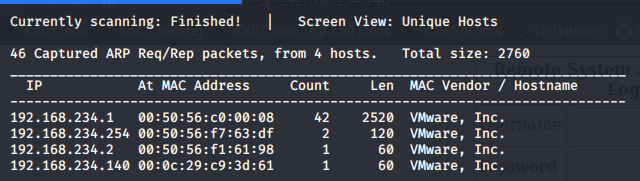 Currently scanning: Finished!   |   Screen View: Unique Hosts
46 Captured ARP Req/Rep packets, from 4 hosts.   Total size: 2760
IP            At MAC Address     Count     Len  MAC Vendor / Hostname
192.168.234.1   00:50:56:c0:00:08     42    2520  VMware, Inc.
192.168.234.254 00:50:56:f7:63:df      2     120  VMware, Inc.
192.168.234.2   00:50:56:f1:61:98      1      60  VMware, Inc.
192.168.234.140 00:0c:29:c9:3d:61      1      60  VMware, Inc.